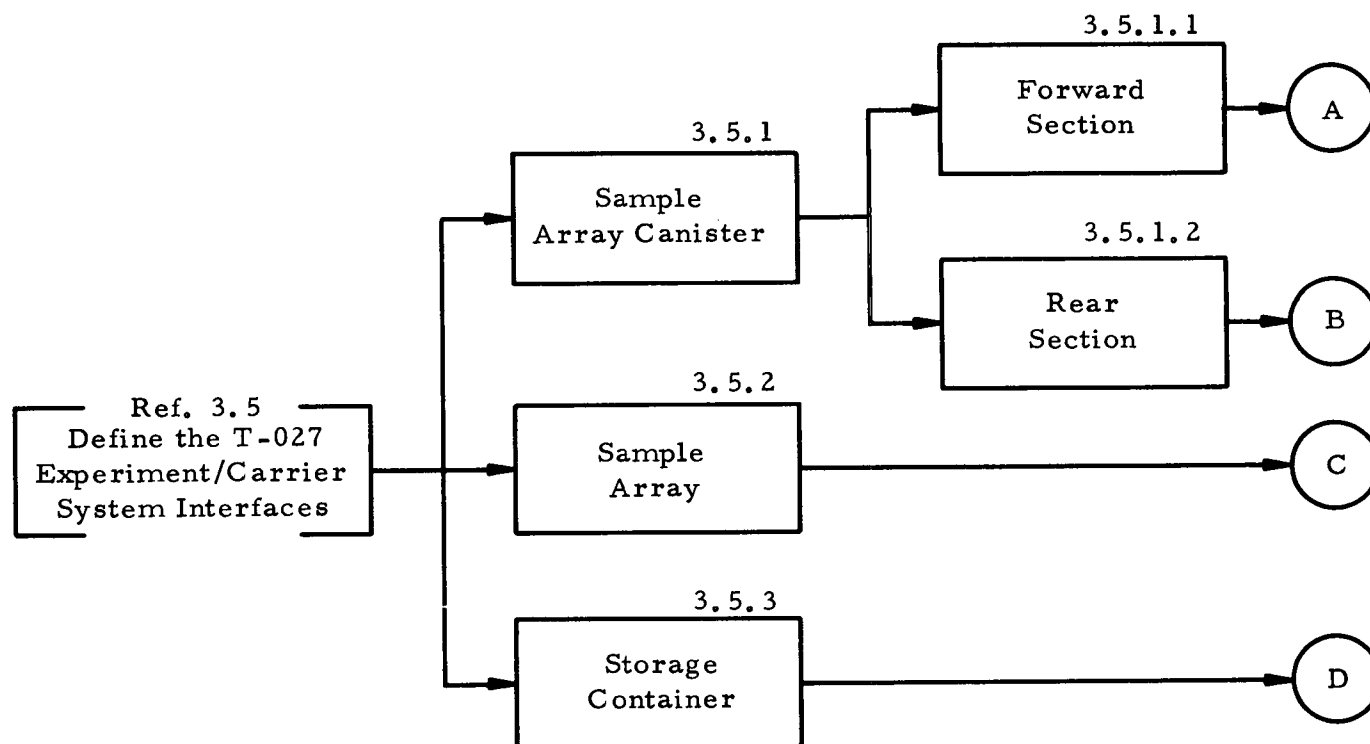 Ref. 3.5
Define the T-027
Experiment/Carrier
System Interfaces
3.5.1
Sample
Array Canister
3.5.1.1
Forward
Section
A
3.5.1.2
Rear
Section
B
3.5.2
Sample
Array
C
3.5.3
Storage
Container
D